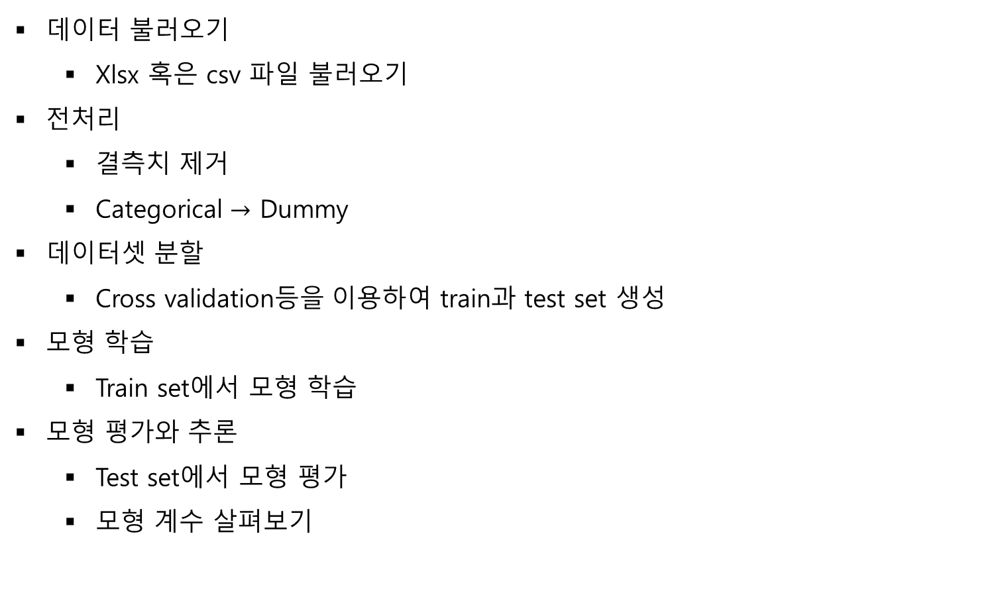 ▪ 데이터 불러오기
▪ Xlsx 혹은 csv 파일 불러오기
▪ 전처리
▪ 결측치 제거
▪ Categorical → Dummy
▪ 데이터셋 분할
▪ Cross validation등을 이용하여 train과 test set 생성
▪ 모형 학습
▪ Train set에서 모형 학습
▪ 모형 평가와 추론
▪ Test set에서 모형 평가
▪ 모형 계수 살펴보기